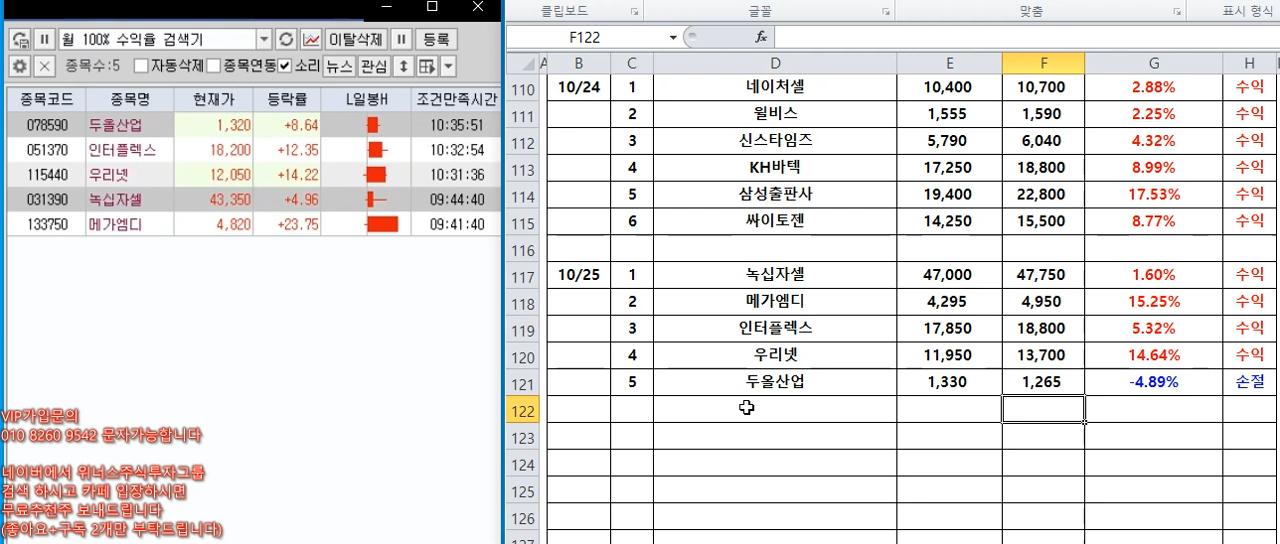 월 100% 수익율 검색기 이탈삭제 등록
종목수:5 자동삭제 종목연동 소리 뉴스 관심
종목코드 종목명 현재가 등락률 L일봉H 조건만족시간
078590 두올산업 1,320 +8.64 10:35:51
051370 인터플렉스 18,200 +12.35 10:32:54
115440 우리넷 12,050 +14.22 10:31:36
031390 녹십자셀 43,350 +4.96 09:44:40
133750 메가엠디 4,820 +23.75 09:41:40
VIP가입문의
010 8260 9542 문자가능합니다
네이버에서 워너스주식투자그룹
검색 하시고 카페 입장하시면
무료추천주 보내드립니다
(좋아요+구독 2개만 부탁드립니다)
클립보드 글꼴 맞춤 표시 형식
F122 fx
A B C D E F G H
110 10/24 1 네이처셀 10,400 10,700 2.88% 수익
111 2 윌비스 1,555 1,590 2.25% 수익
112 3 신스타임즈 5,790 6,040 4.32% 수익
113 4 KH바텍 17,250 18,800 8.99% 수익
114 5 삼성출판사 19,400 22,800 17.53% 수익
115 6 싸이토젠 14,250 15,500 8.77% 수익
116
117 10/25 1 녹십자셀 47,000 47,750 1.60% 수익
118 2 메가엠디 4,295 4,950 15.25% 수익
119 3 인터플렉스 17,850 18,800 5.32% 수익
120 4 우리넷 11,950 13,700 14.64% 수익
121 5 두올산업 1,330 1,265 -4.89% 손절
122
123
124
125
126
127